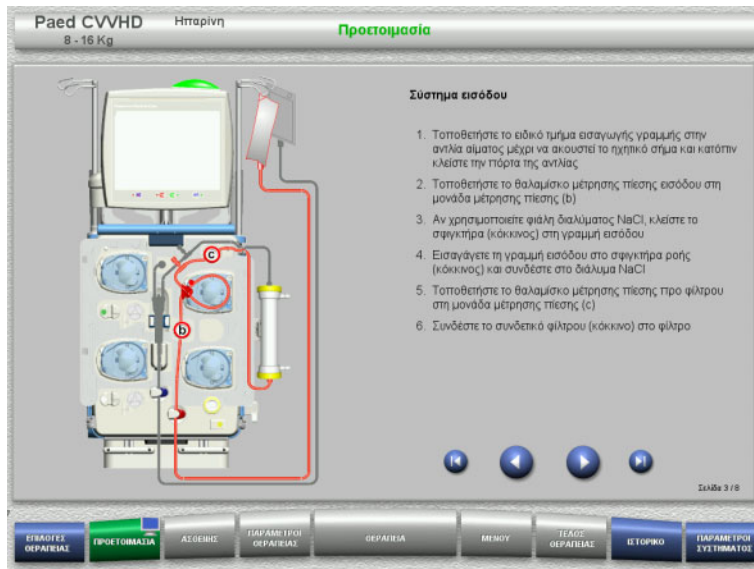 Paed CVVHD
Ηπαρίνη
Προετοιμασία
8 - 16 Kg
Σύστημα εισόδου
1. Τοποθετήστε το ειδικό τμήμα εισαγωγής γραμμής στην
αντλία αίματος μέχρι να ακουστεί το ηχητικό σήμα και κατόπιν
κλείστε την πόρτα της αντλίας
2. Τοποθετήστε το θαλαμίσκο μέτρησης πίεσης εισόδου στη
μονάδα μέτρησης πίεσης (b)
3. Αν χρησιμοποιείτε φιάλη διαλύματος NaCl, κλείστε το
σφιγκτήρα (κόκκινος) στη γραμμή εισόδου
4. Εισαγάγετε τη γραμμή εισόδου στο σφιγκτήρα ροής
(κόκκινος) και συνδέστε στο διάλυμα NaCl
5. Τοποθετήστε το θαλαμίσκο μέτρησης πίεσης προ φίλτρου
στη μονάδα μέτρησης πίεσης (c)
6. Συνδέστε το συνδετικό φίλτρου (κόκκινο) στο φίλτρο
c
b
Σελίδα 3 / 8
ΕΠΙΛΟΓΕΣ
ΘΕΡΑΠΕΙΑΣ
ΠΡΟΕΤΟΙΜΑΣΙΑ
ΑΣΘΕΝΗΣ
ΠΑΡΑΜΕΤΡΟΙ
ΘΕΡΑΠΕΙΑΣ
ΘΕΡΑΠΕΙΑ
ΜΕΝΟΥ
ΤΕΛΟΣ
ΘΕΡΑΠΕΙΑΣ
ΙΣΤΟΡΙΚΟ
ΠΑΡΑΜΕΤΡΟΙ
ΣΥΣΤΗΜΑΤΟΣ